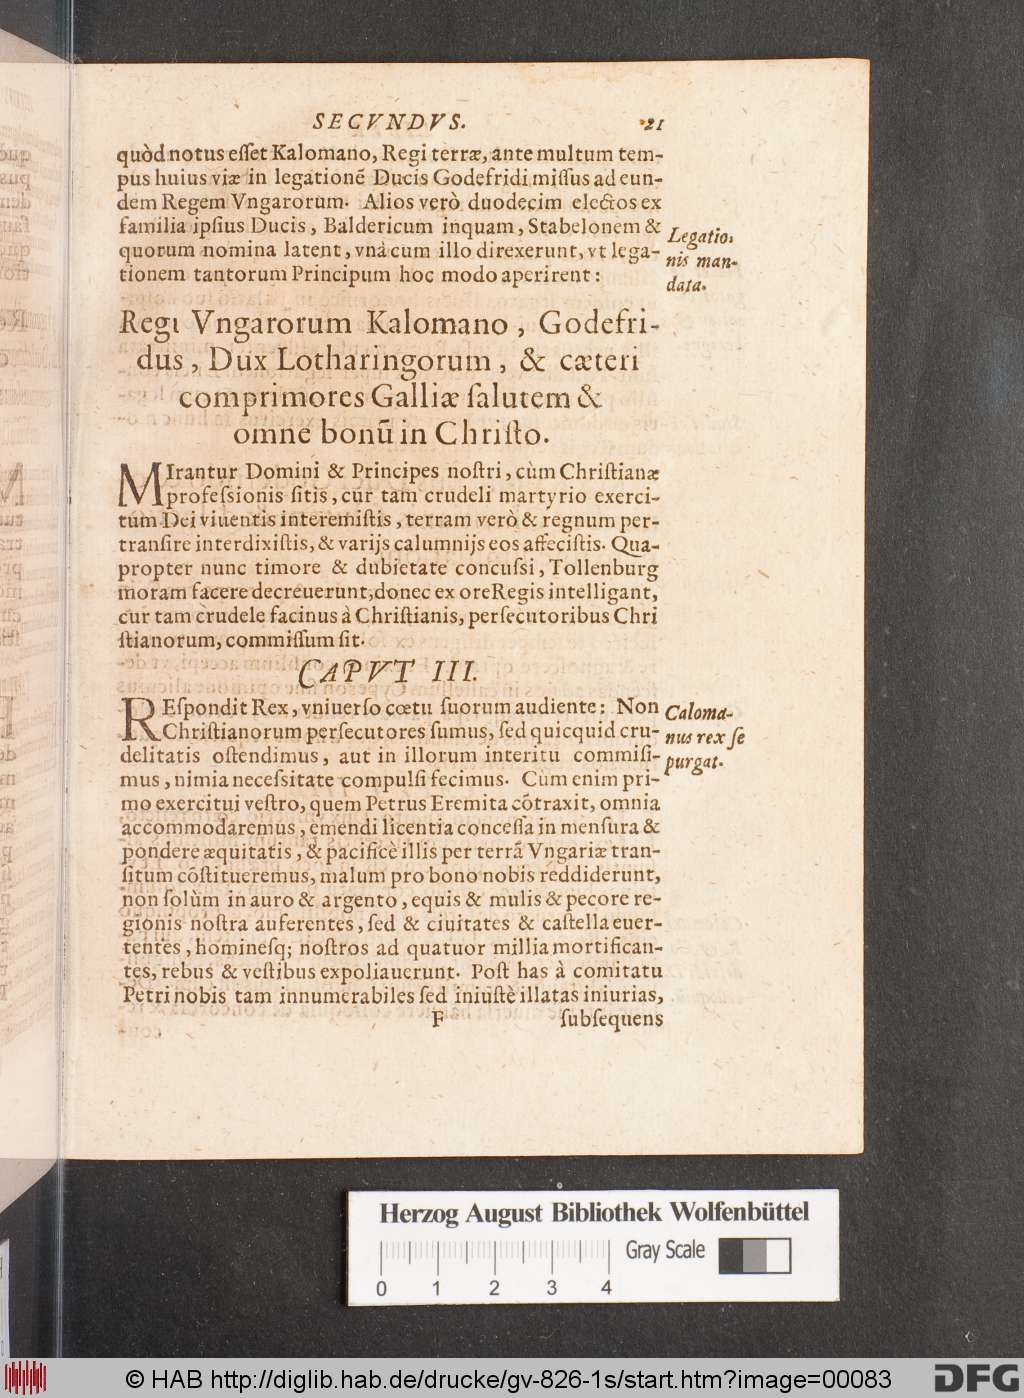 SECVNDVS. 21
quòd notus eſſet Kalomano, Regi terræ, ante multum tem-
pus huius viæ in legationẽ Ducis Godefridi miſſus ad eun-
dem Regem Vngarorum. Alios verò duodecim electos ex
familia ipſius Ducis, Baldericum inquam, Stabelonem &
quorum nomina latent, vnà cum illo direxerunt, vt lega-
tionem tantorum Principum hoc modo aperirent:
Legatio-
nis man-
data.
Regi Vngarorum Kalomano, Godefri-
dus, Dux Lotharingorum, & cæteri
comprimores Galliæ ſalutem &
omne bonũ in Chriſto.
MIrantur Domini & Principes noſtri, cùm Chriſtianæ
profeſsionis ſitis, cur tam crudeli martyrio exerci-
tum Dei viuentis interemiſtis, terram verò & regnum per-
tranſire interdixiſtis, & varijs calumnijs eos affeciſtis. Qua-
propter nunc timore & dubietate concuſsi, Tollenburg
moram facere decreuerunt, donec ex ore Regis intelligant,
cur tam crudele facinus à Chriſtianis, perſecutoribus Chri
ſtianorum, commiſſum ſit.
CAPVT III.
REſpondit Rex, vniuerſo cœtu ſuorum audiente: Non
Chriſtianorum perſecutores ſumus, ſed quicquid cru-
delitatis oſtendimus, aut in illorum interitu commiſi-
mus, nimia neceſsitate compulſi fecimus. Cùm enim pri-
mo exercitui veſtro, quem Petrus Eremita cõtraxit, omnia
accommodaremus, emendi licentia conceſſa in menſura &
pondere æquitatis, & pacificè illis per terrã Vngariæ tran-
ſitum cõſtitueremus, malum pro bono nobis reddiderunt,
non ſolùm in auro & argento, equis & mulis & pecore re-
gionis noſtra auferentes, ſed & ciuitates & caſtella euer-
tentes, hominesq; noſtros ad quatuor millia mortifican-
tes, rebus & veſtibus expoliauerunt. Poſt has à comitatu
Petri nobis tam innumerabiles ſed iniuſtè illatas iniurias,
Caloma-
nus rex ſe
purgat.
F ſubſequens
Herzog August Bibliothek Wolfenbüttel
Gray Scale
0 1 2 3 4
© HAB http://diglib.hab.de/drucke/gv-826-1s/start.htm?image=00083
DFG